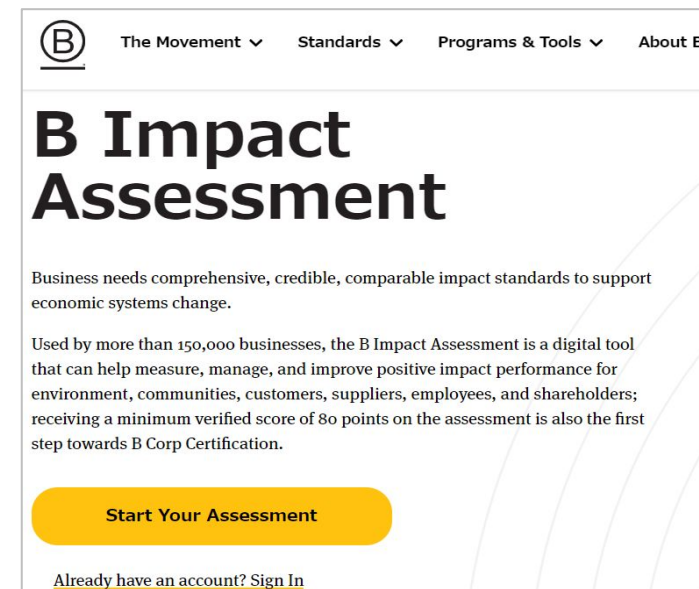 B The Movement Standards Programs & Tools About B
B Impact
Assessment
Business needs comprehensive, credible, comparable impact standards to support
economic systems change.
Used by more than 150,000 businesses, the B Impact Assessment is a digital tool
that can help measure, manage, and improve positive impact performance for
environment, communities, customers, suppliers, employees, and shareholders;
receiving a minimum verified score of 80 points on the assessment is also the first
step towards B Corp Certification.
Start Your Assessment
Already have an account? Sign In